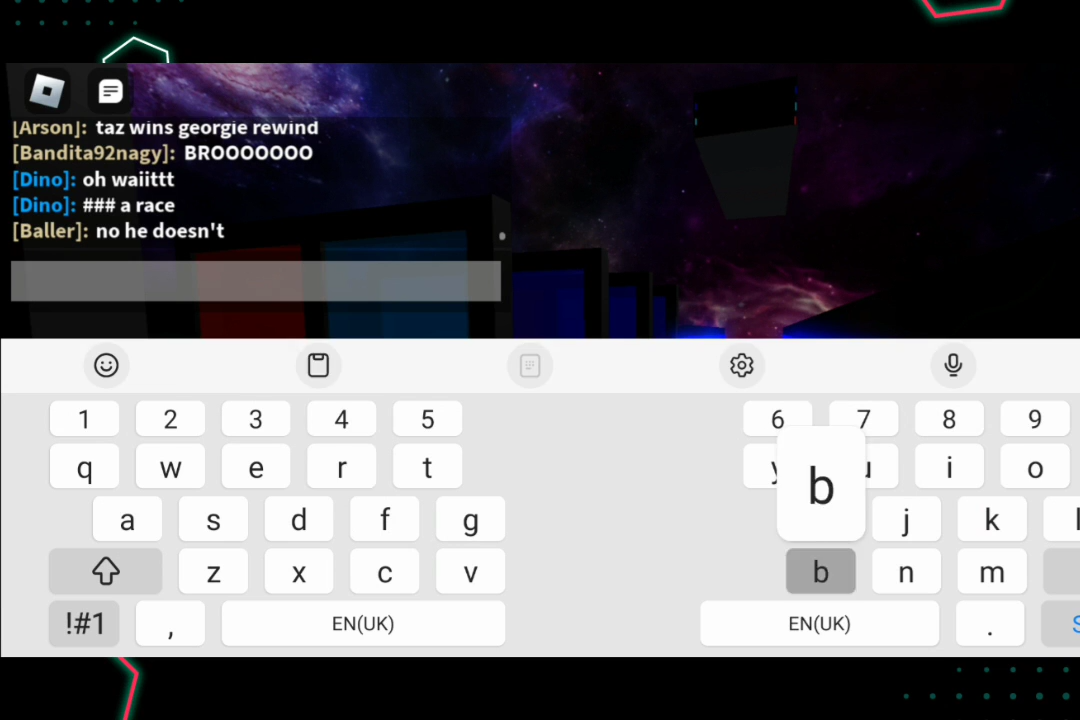 [Arson]: taz wins georgie rewind
[Bandita92nagy]: BROOOOOOO
[Dino]: oh waiittt
[Dino]: ### a race
[Baller]: no he doesn't
1 2 3 4 5 6 7 8 9
q w e r t y u i o
b
a s d f g j k l
z x c v b n m
!#1 , EN(UK) EN(UK) . S